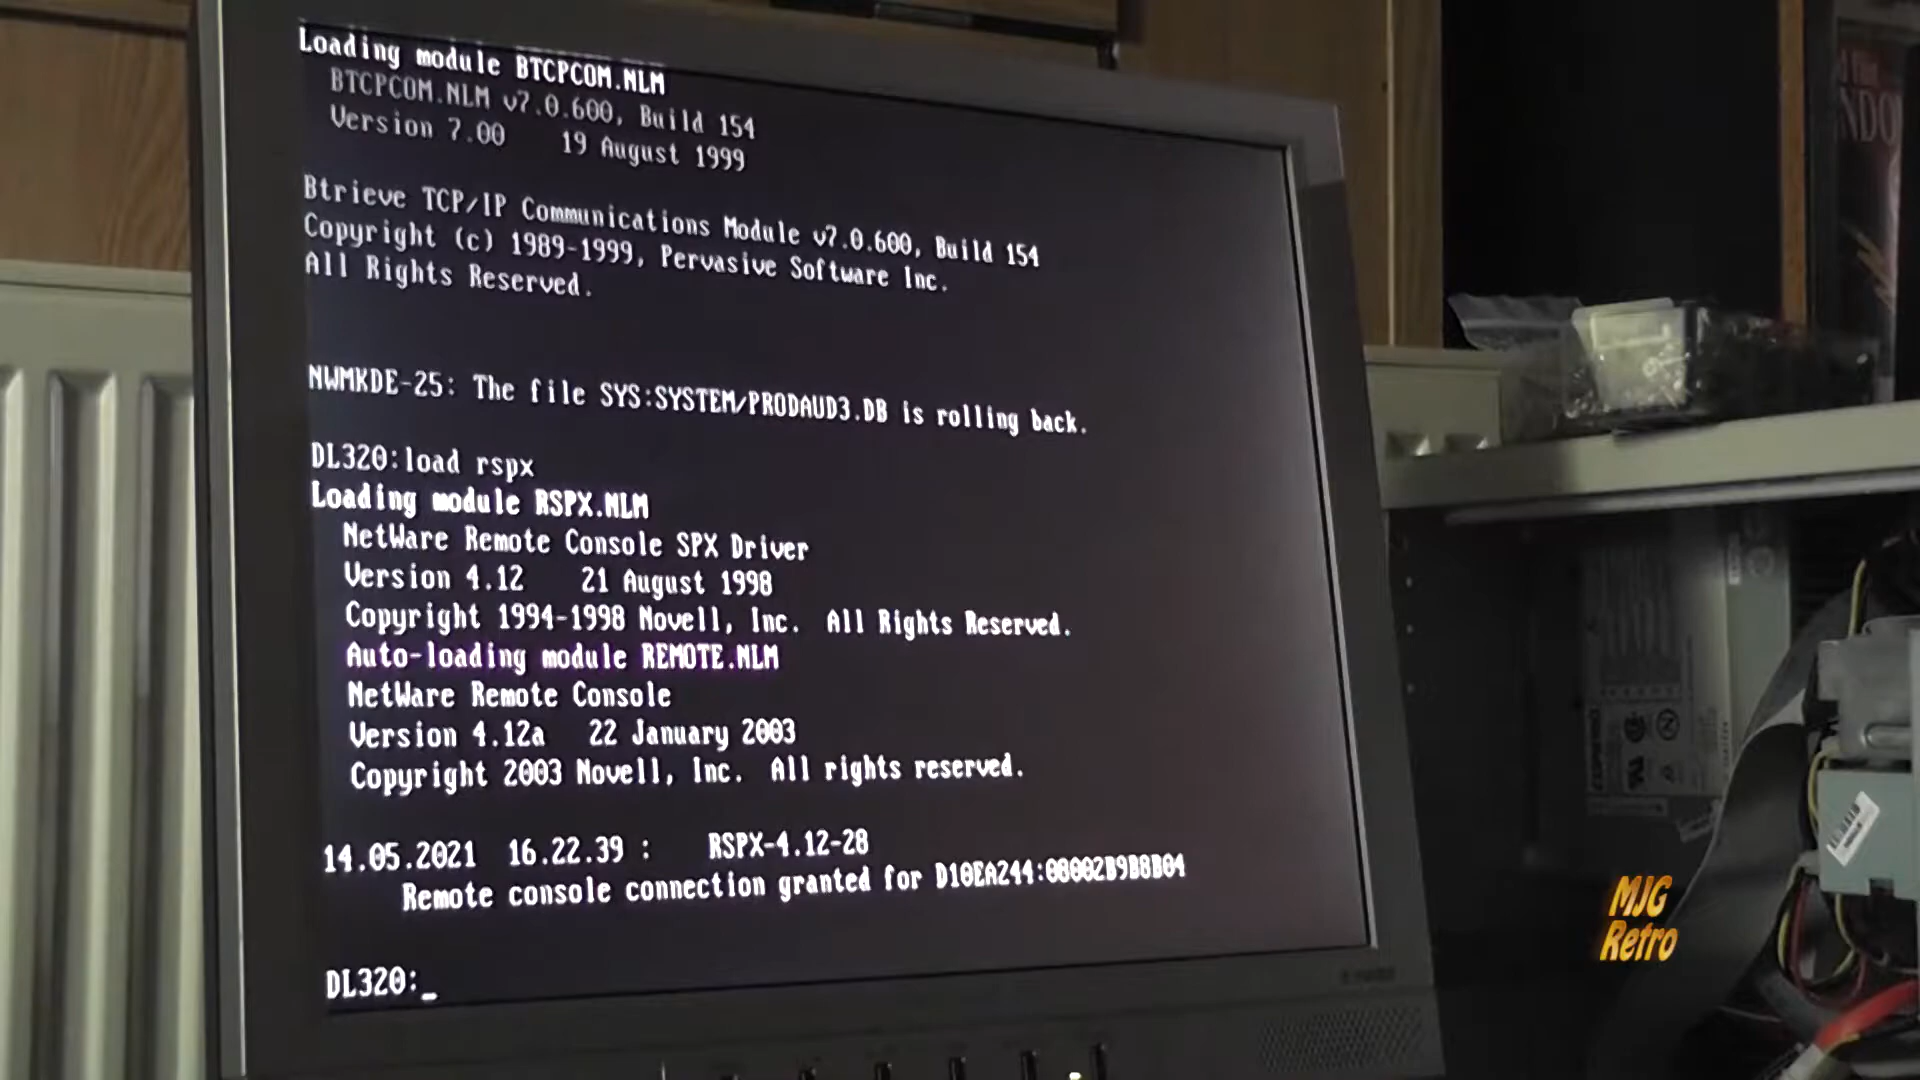 Loading module BTCPCOM.NLM
BTCPCOM.NLM v7.0.600, Build 154
Version 7.00 19 August 1999
Btrieve TCP/IP Communications Module v7.0.600, Build 154
Copyright (c) 1989-1999, Pervasive Software Inc.
All Rights Reserved.
NWMKDE-25: The file SYS:SYSTEM/PRODAUD3.DB is rolling back.
DL320:load rspx
Loading module RSPX.NLM
NetWare Remote Console SPX Driver
Version 4.12 21 August 1998
Copyright 1994-1998 Novell, Inc. All Rights Reserved.
Auto-loading module REMOTE.NLM
NetWare Remote Console
Version 4.12a 22 January 2003
Copyright 2003 Novell, Inc. All rights reserved.
14.05.2021 16.22.39 : RSPX-4.12-28
Remote console connection granted for D10EA244:08002B9B8B04
DL320:_
MJG
Retro